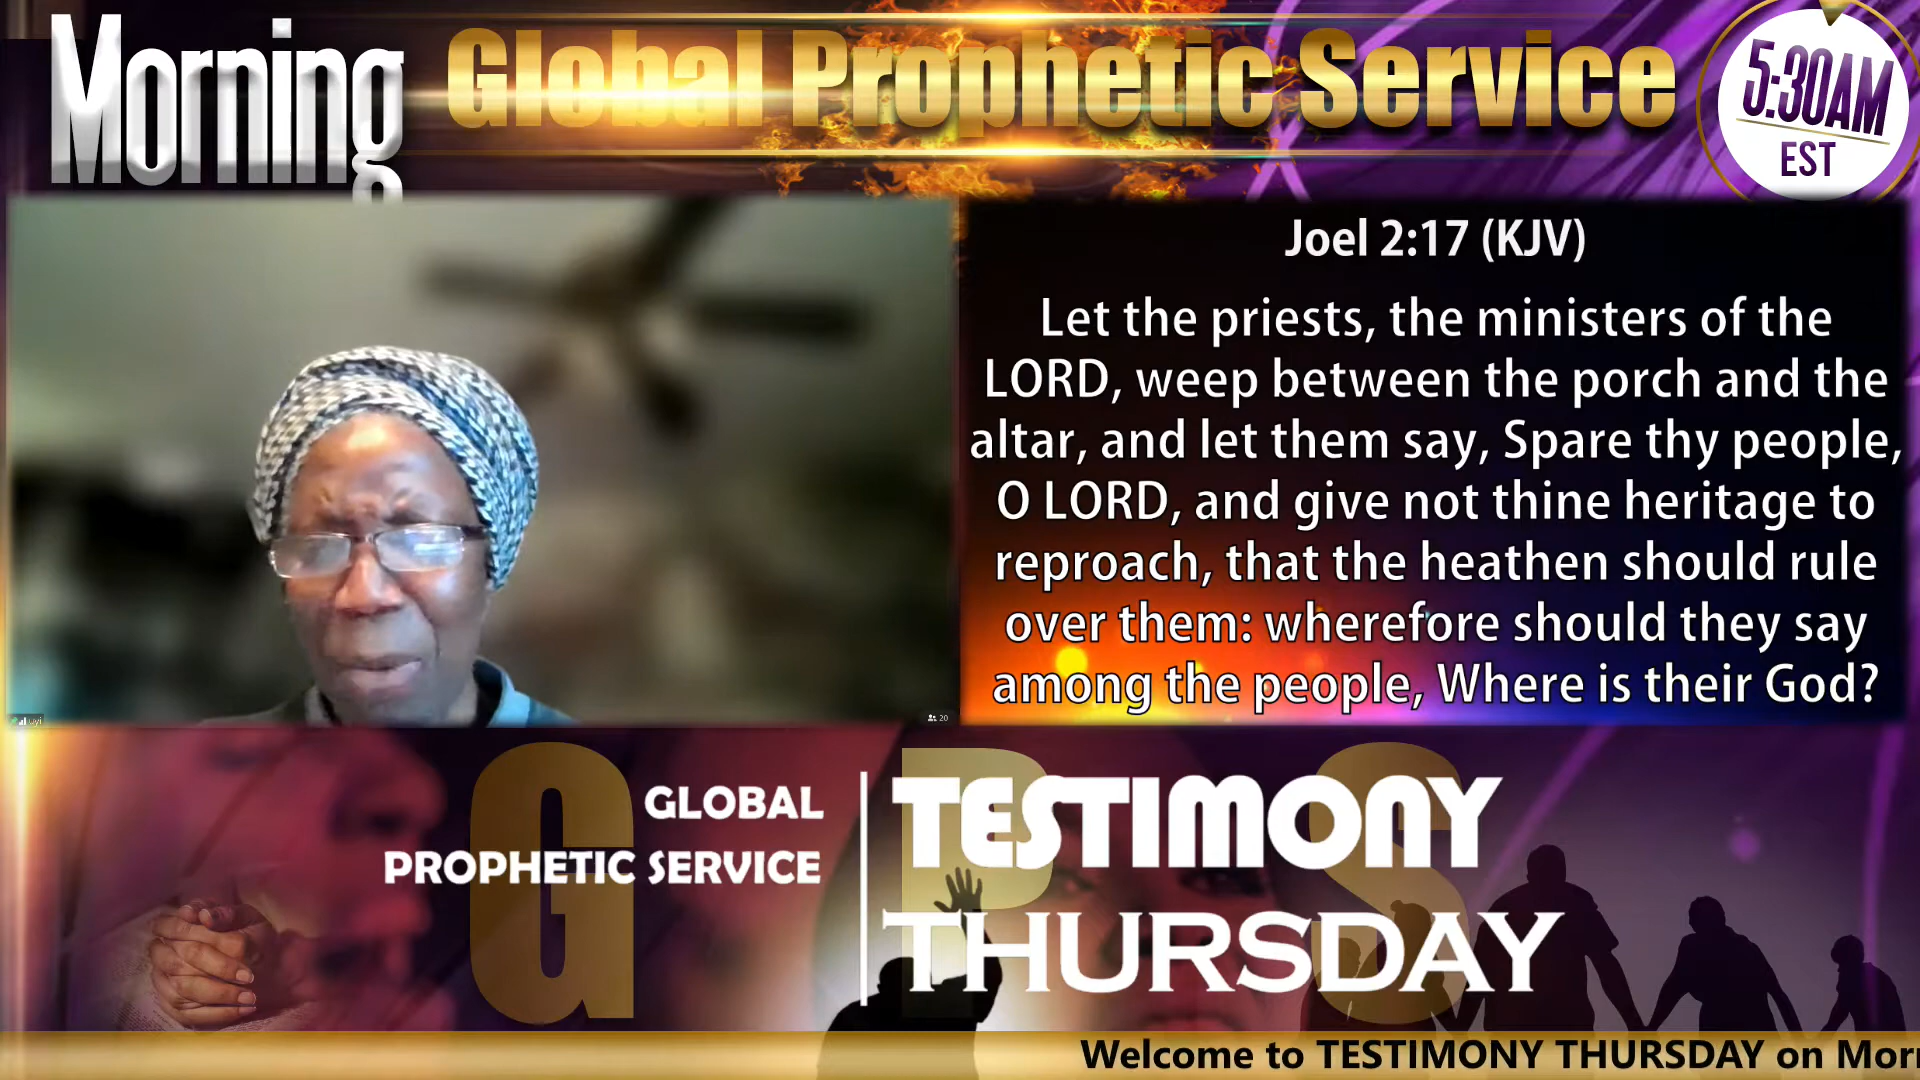 Morning
Global Prophetic Service
5:30AM
EST
Joel 2:17 (KJV)
Let the priests, the ministers of the
LORD, weep between the porch and the
altar, and let them say, Spare thy people,
O LORD, and give not thine heritage to
reproach, that the heathen should rule
over them: wherefore should they say
among the people, Where is their God?
Uyi
20
G P S
GLOBAL
PROPHETIC SERVICE
TESTIMONY
THURSDAY
Welcome to TESTIMONY THURSDAY on Morn